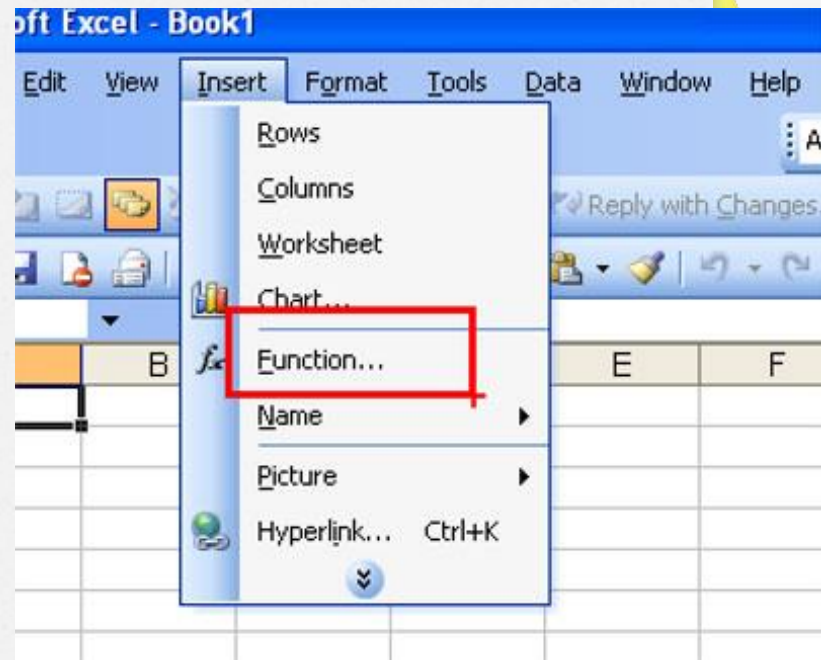 oft Excel - Book1
Edit View Insert Format Tools Data Window Help
Rows
A
Columns
Reply with Changes.
Worksheet
Chart...
Function...
B E F
Name
Picture
Hyperlink... Ctrl+K